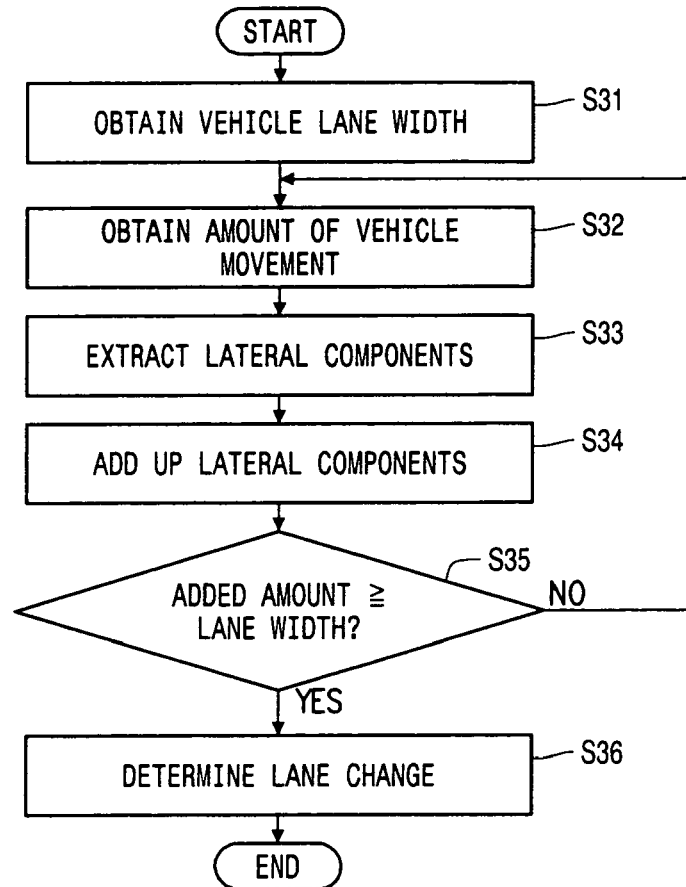 START
OBTAIN VEHICLE LANE WIDTH
S31
OBTAIN AMOUNT OF VEHICLE
MOVEMENT
S32
EXTRACT LATERAL COMPONENTS
S33
ADD UP LATERAL COMPONENTS
S34
S35
ADDED AMOUNT ≧
LANE WIDTH?
NO
YES
DETERMINE LANE CHANGE
S36
END